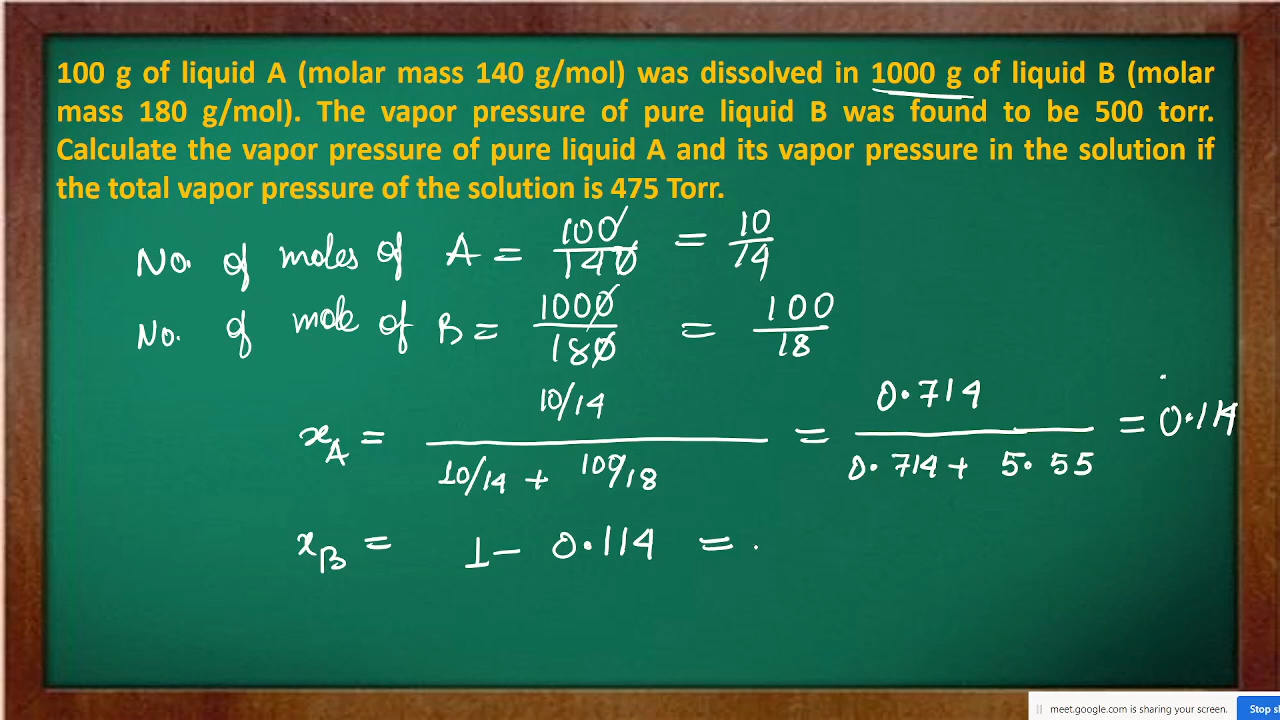 100 g of liquid A (molar mass 140 g/mol) was dissolved in 1000 g of liquid B (molar
mass 180 g/mol). The vapor pressure of pure liquid B was found to be 500 torr.
Calculate the vapor pressure of pure liquid A and its vapor pressure in the solution if
the total vapor pressure of the solution is 475 Torr.
No. of moles of A = 100/140 = 10/14
No. of mole of B = 1000/180 = 100/18
xA = 10/14 / 10/14 + 100/18 = 0.714 / 0.714 + 5.55 = 0.114
xB = 1 - 0.114 = .
meet.google.com is sharing your screen. Stop s